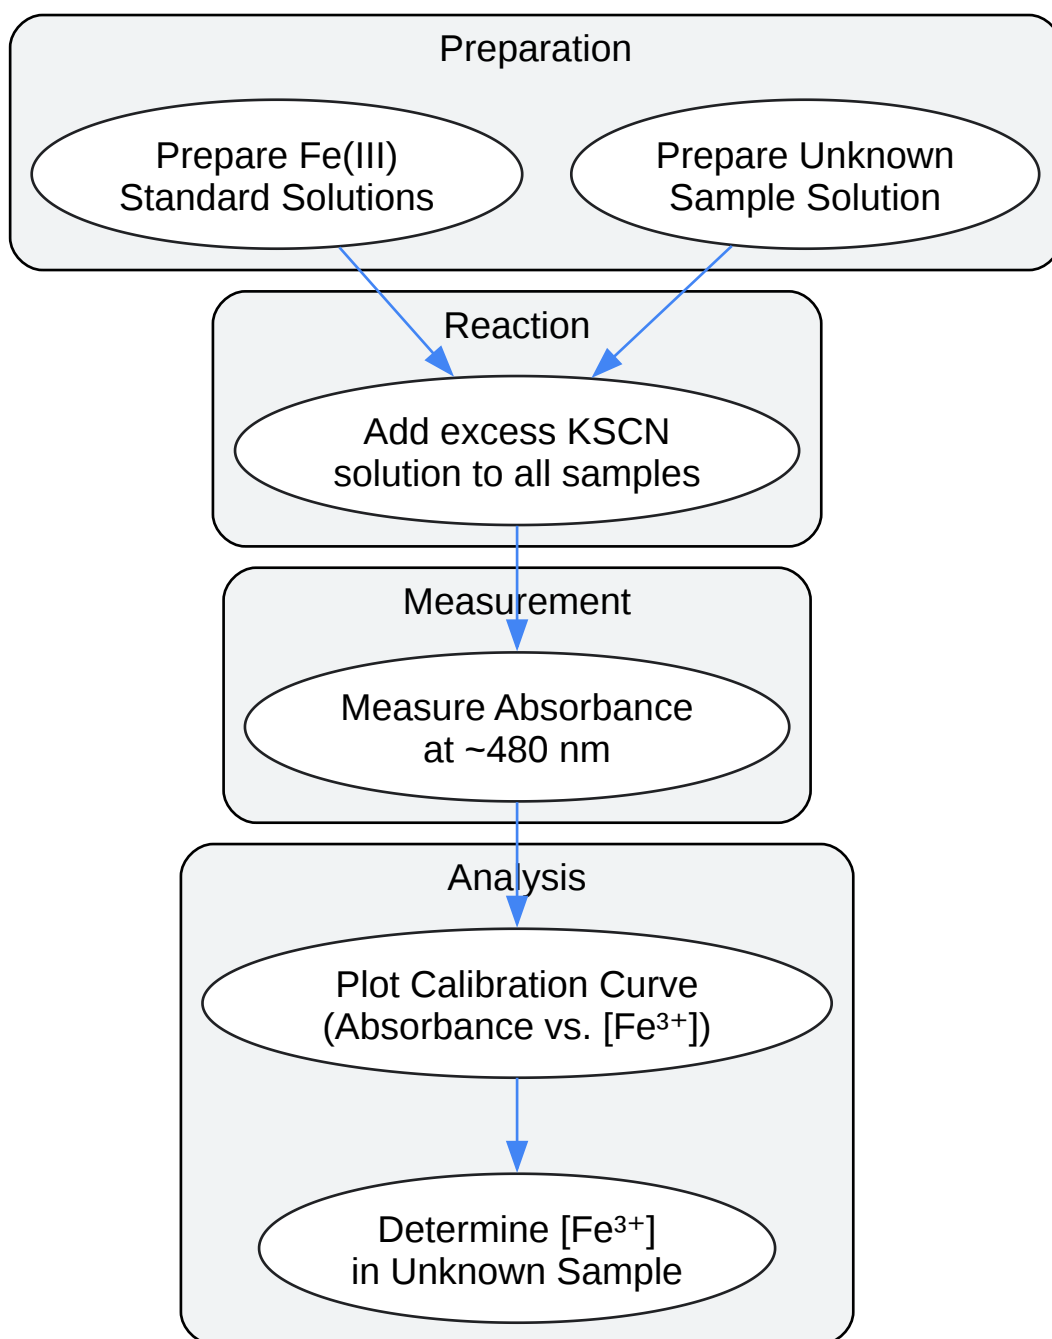 Preparation
Prepare Fe(III)
Standard Solutions
Prepare Unknown
Sample Solution
Reaction
Add excess KSCN
solution to all samples
Measurement
Measure Absorbance
at ~480 nm
Analysis
Plot Calibration Curve
(Absorbance vs. [Fe³⁺])
Determine [Fe³⁺]
in Unknown Sample